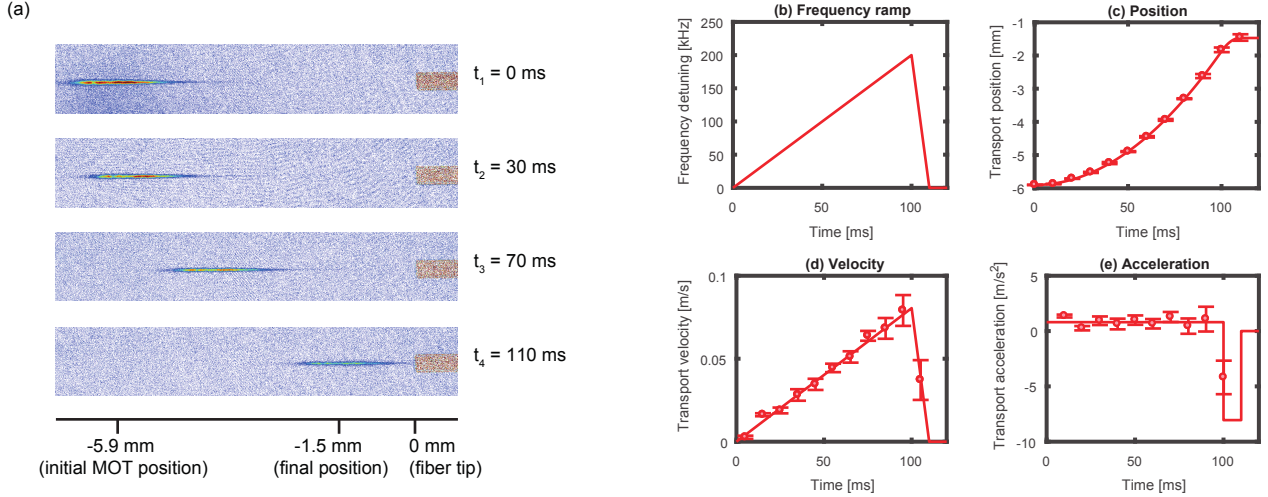 (a)
t1 = 0 ms
t2 = 30 ms
t3 = 70 ms
t4 = 110 ms
-5.9 mm
(initial MOT position)
-1.5 mm
(final position)
0 mm
(fiber tip)
(b) Frequency ramp
Frequency detuning [kHz]
250
200
150
100
50
0
0
50
100
Time [ms]
(c) Position
Transport position [mm]
-1
-2
-3
-4
-5
-6
0
50
100
Time [ms]
(d) Velocity
Transport velocity [m/s]
0.1
0.05
0
0
50
100
Time [ms]
(e) Acceleration
Transport acceleration [m/s²]
5
0
-5
-10
0
50
100
Time [ms]